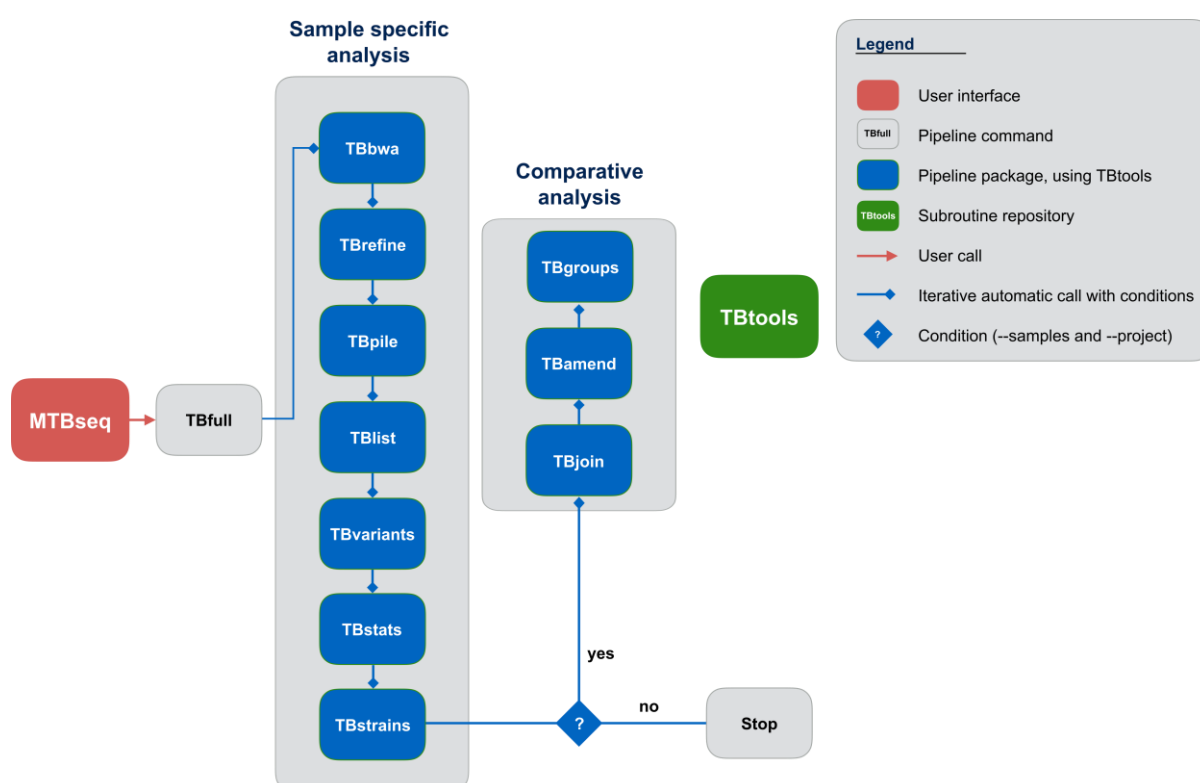 Sample specific
analysis
TBbwa
TBrefine
TBpile
TBlist
TBvariants
TBstats
TBstrains
MTBseq
TBfull
Comparative
analysis
TBgroups
TBamend
TBjoin
yes
?
no
Stop
TBtools
Legend
User interface
TBfull Pipeline command
Pipeline package, using TBtools
TBtools Subroutine repository
User call
Iterative automatic call with conditions
? Condition (--samples and --project)